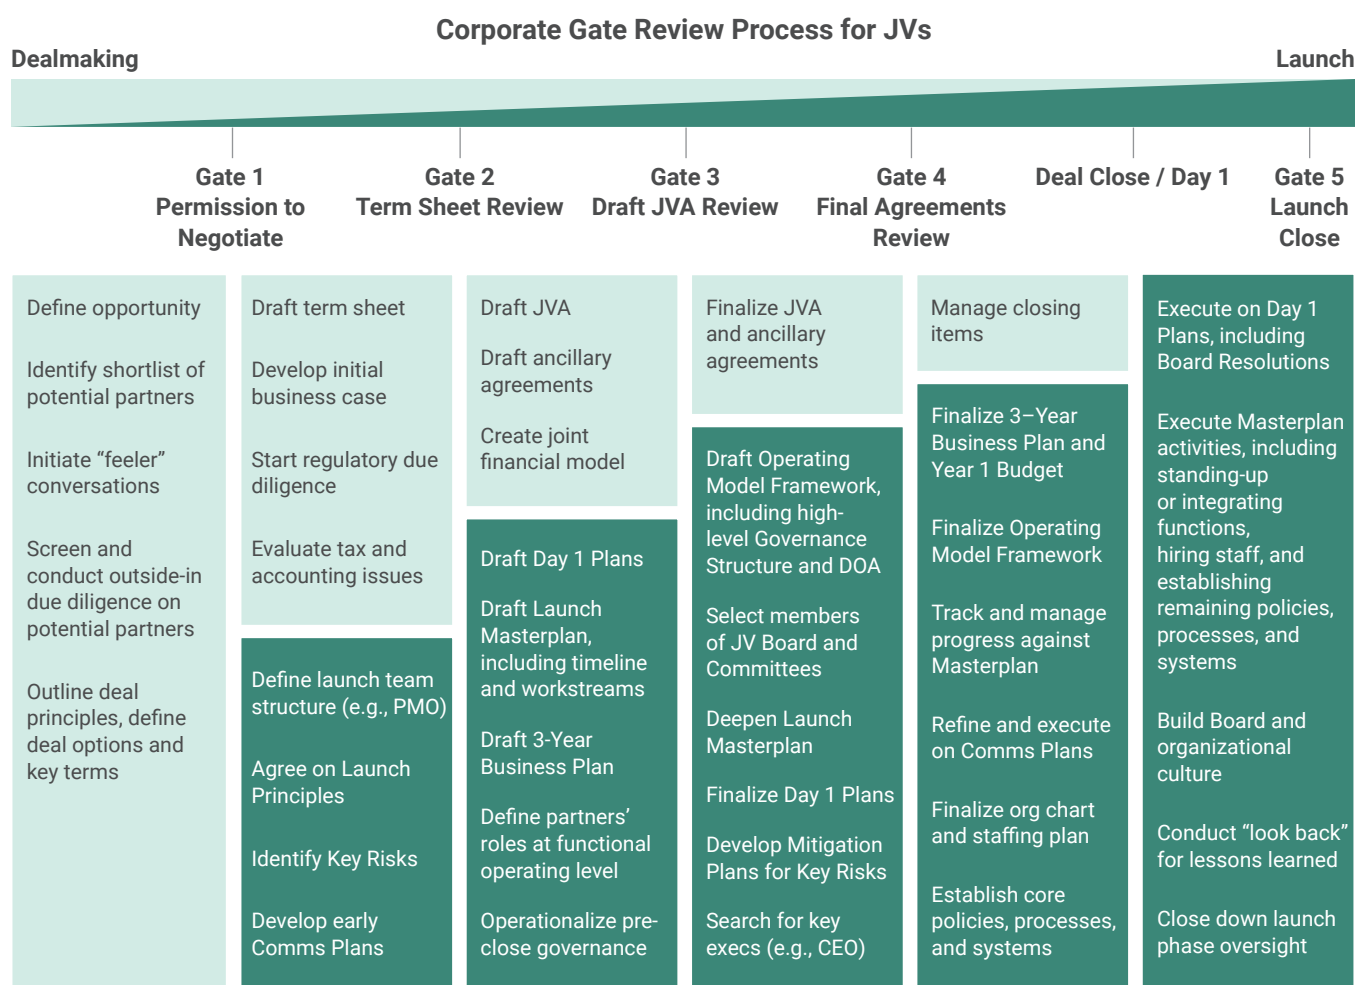 Corporate Gate Review Process for JVs
Dealmaking
Launch
Gate 1
Permission to
Negotiate
Gate 2
Term Sheet Review
Gate 3
Draft JVA Review
Gate 4
Final Agreements
Review
Deal Close / Day 1
Gate 5
Launch
Close
Define opportunity
Identify shortlist of
potential partners
Initiate “feeler”
conversations
Screen and
conduct outside-in
due diligence on
potential partners
Outline deal
principles, define
deal options and
key terms
Draft term sheet
Develop initial
business case
Start regulatory due
diligence
Evaluate tax and
accounting issues
Define launch team
structure (e.g., PMO)
Agree on Launch
Principles
Identify Key Risks
Develop early
Comms Plans
Draft JVA
Draft ancillary
agreements
Create joint
financial model
Draft Day 1 Plans
Draft Launch
Masterplan,
including timeline
and workstreams
Draft 3-Year
Business Plan
Define partners’
roles at functional
operating level
Operationalize pre-
close governance
Finalize JVA
and ancillary
agreements
Draft Operating
Model Framework,
including high-
level Governance
Structure and DOA
Select members
of JV Board and
Committees
Deepen Launch
Masterplan
Finalize Day 1 Plans
Develop Mitigation
Plans for Key Risks
Search for key
execs (e.g., CEO)
Manage closing
items
Finalize 3–Year
Business Plan and
Year 1 Budget
Finalize Operating
Model Framework
Track and manage
progress against
Masterplan
Refine and execute
on Comms Plans
Finalize org chart
and staffing plan
Establish core
policies, processes,
and systems
Execute on Day 1
Plans, including
Board Resolutions
Execute Masterplan
activities, including
standing-up
or integrating
functions,
hiring staff, and
establishing
remaining policies,
processes, and
systems
Build Board and
organizational
culture
Conduct “look back”
for lessons learned
Close down launch
phase oversight